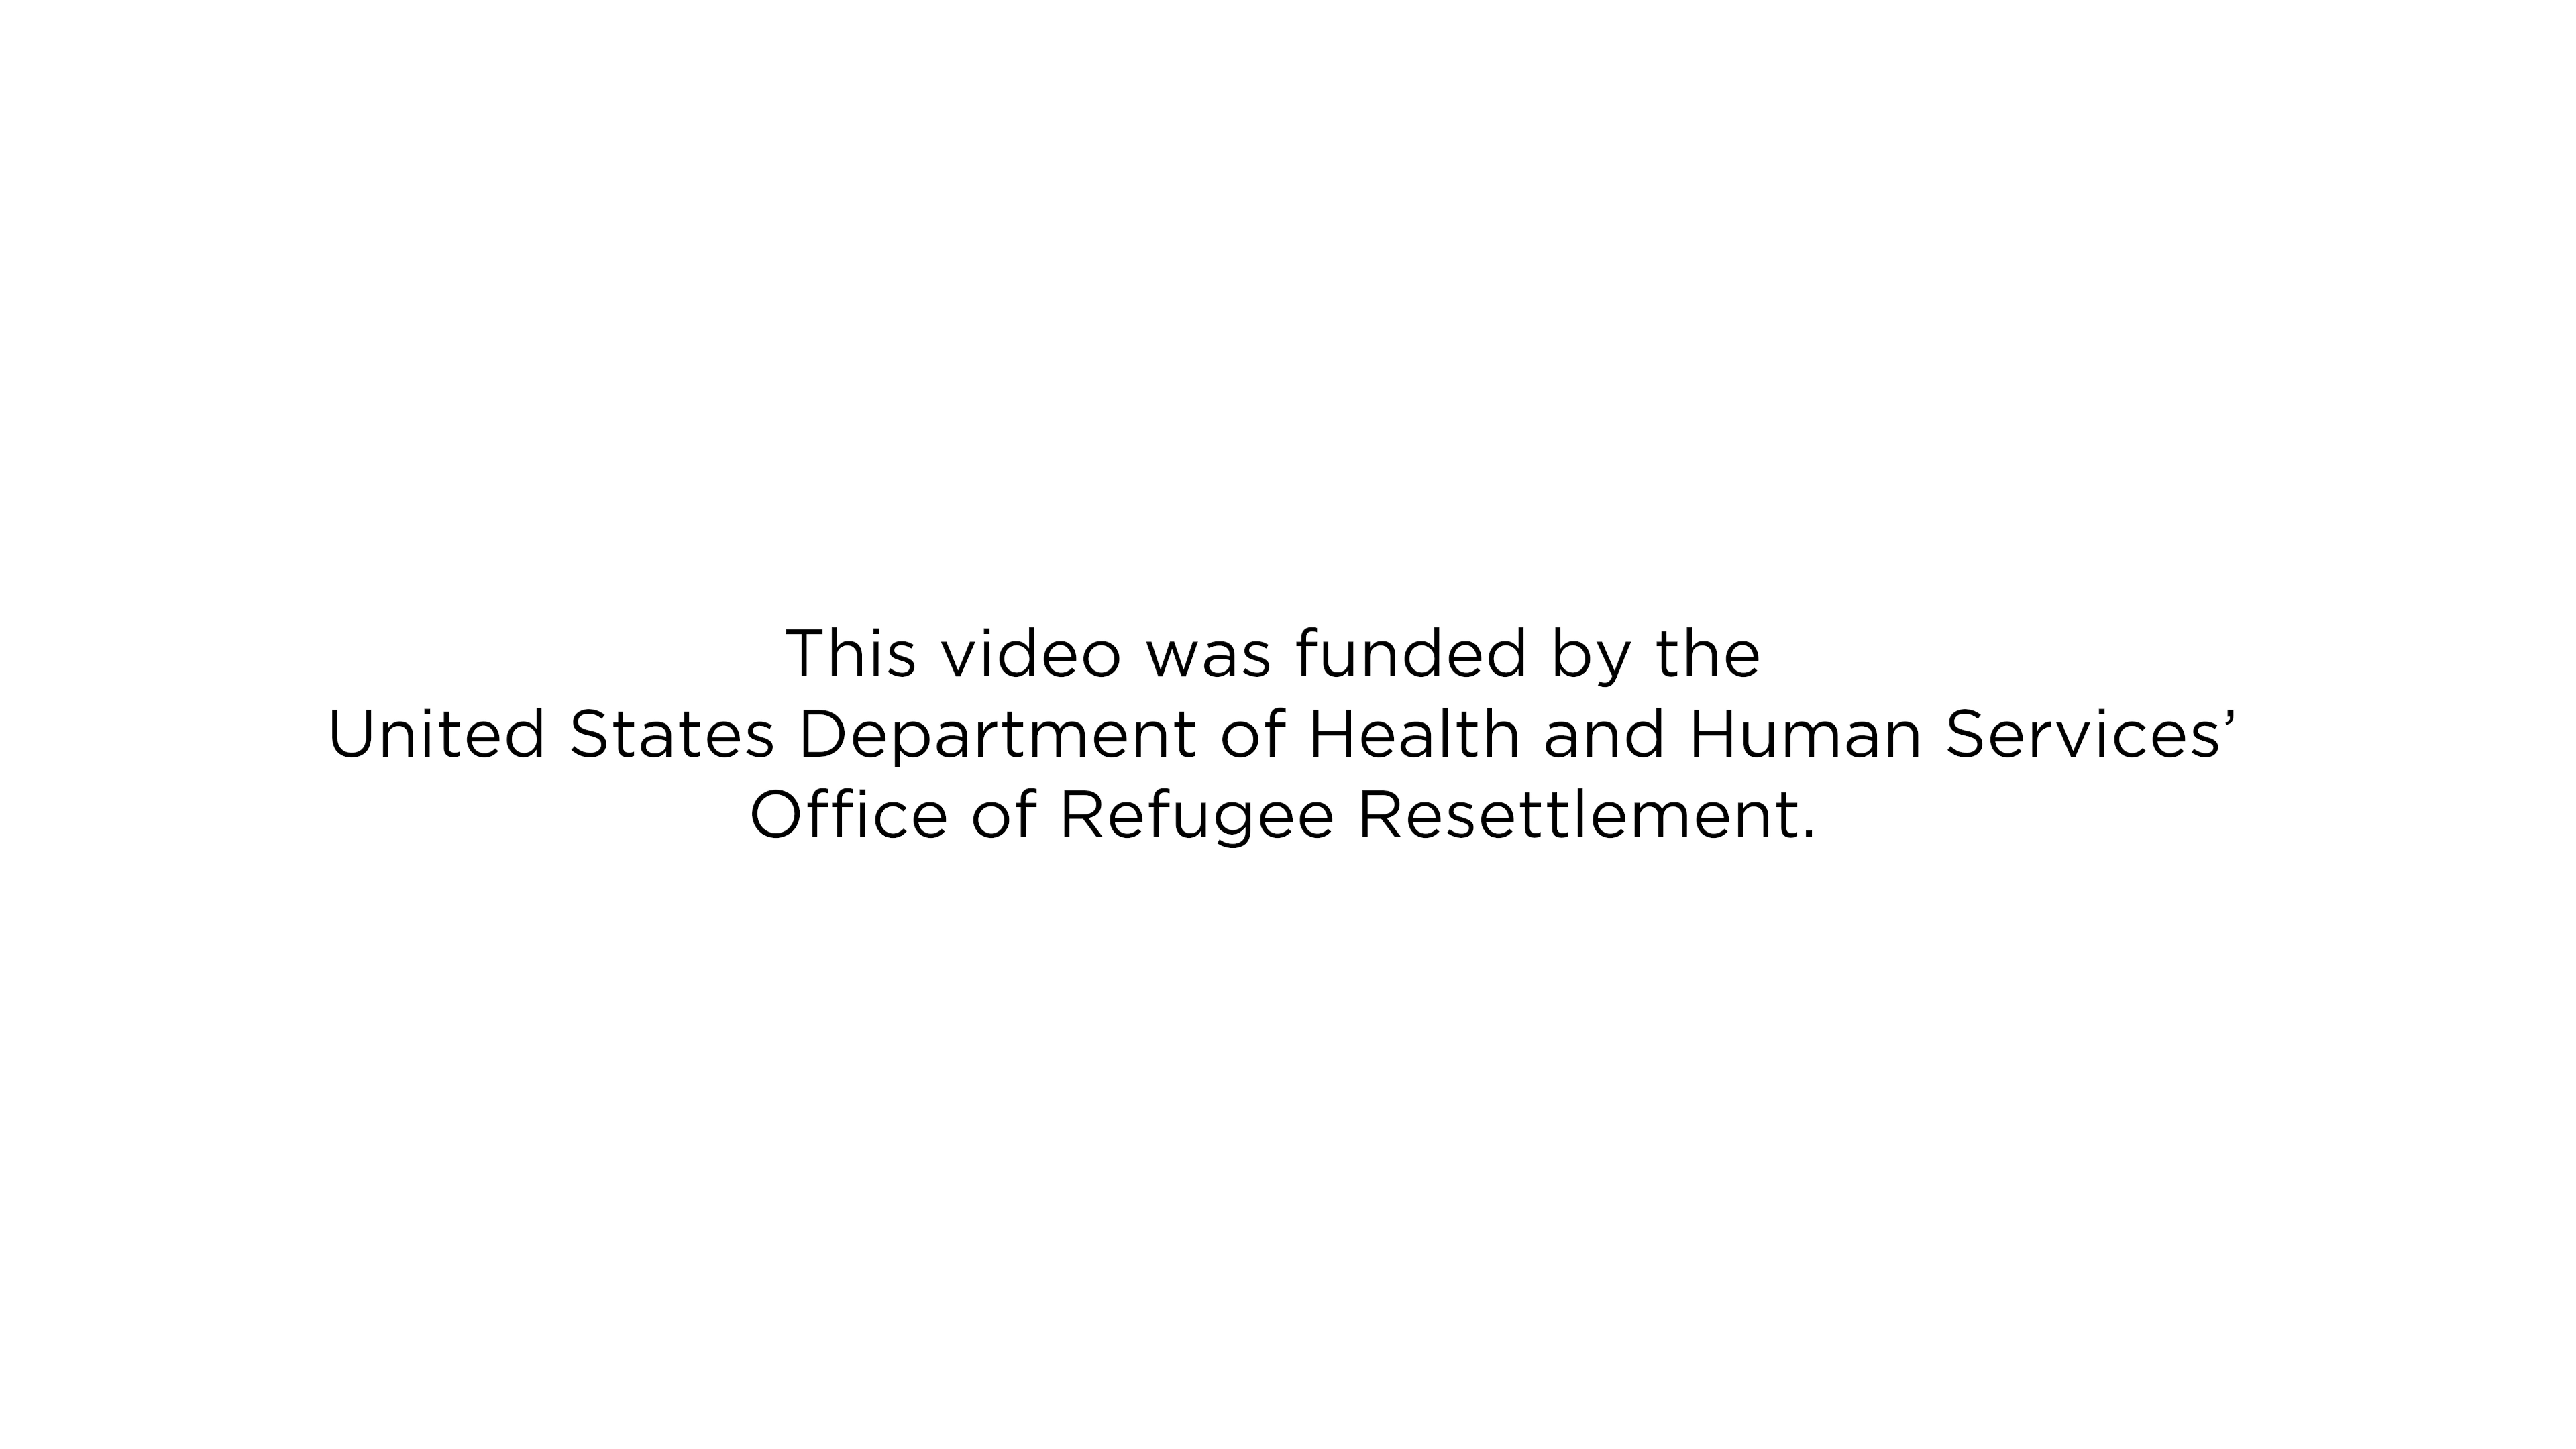 This video was funded by the
United States Department of Health and Human Services’
Office of Refugee Resettlement.